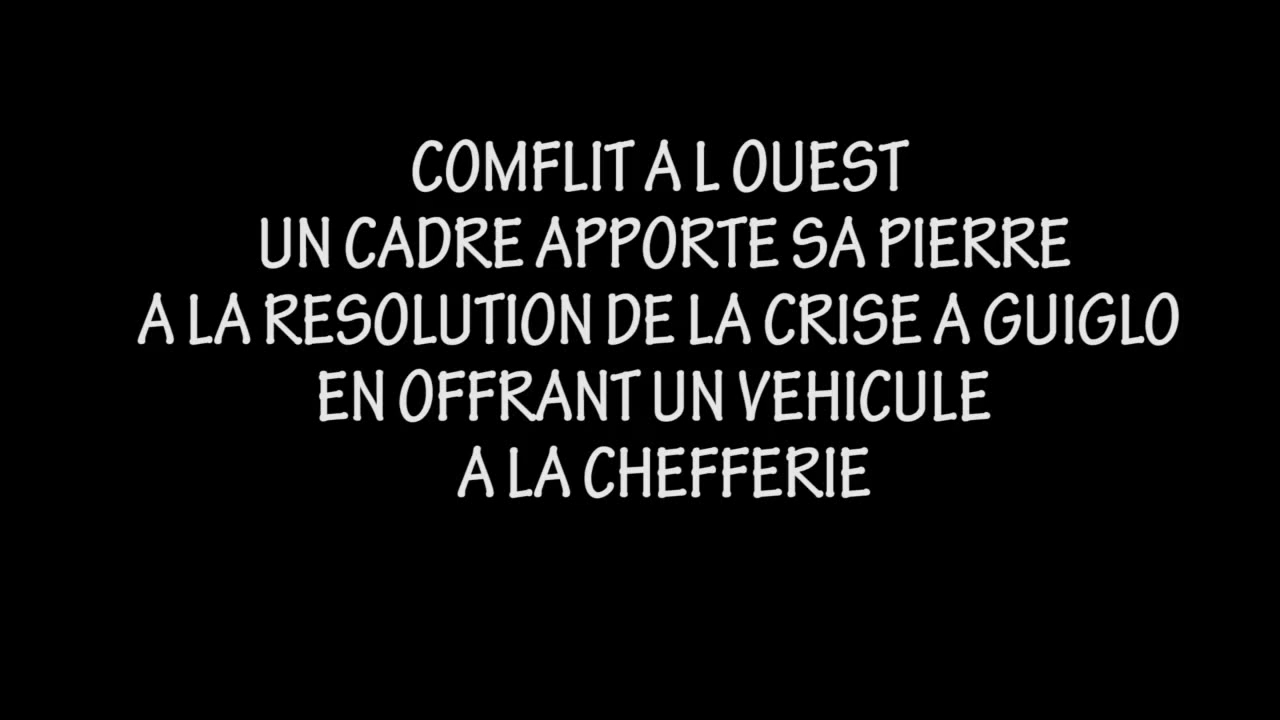 COMFLIT A L OUEST
UN CADRE APPORTE SA PIERRE
A LA RESOLUTION DE LA CRISE A GUIGLO
EN OFFRANT UN VEHICULE
A LA CHEFFERIE